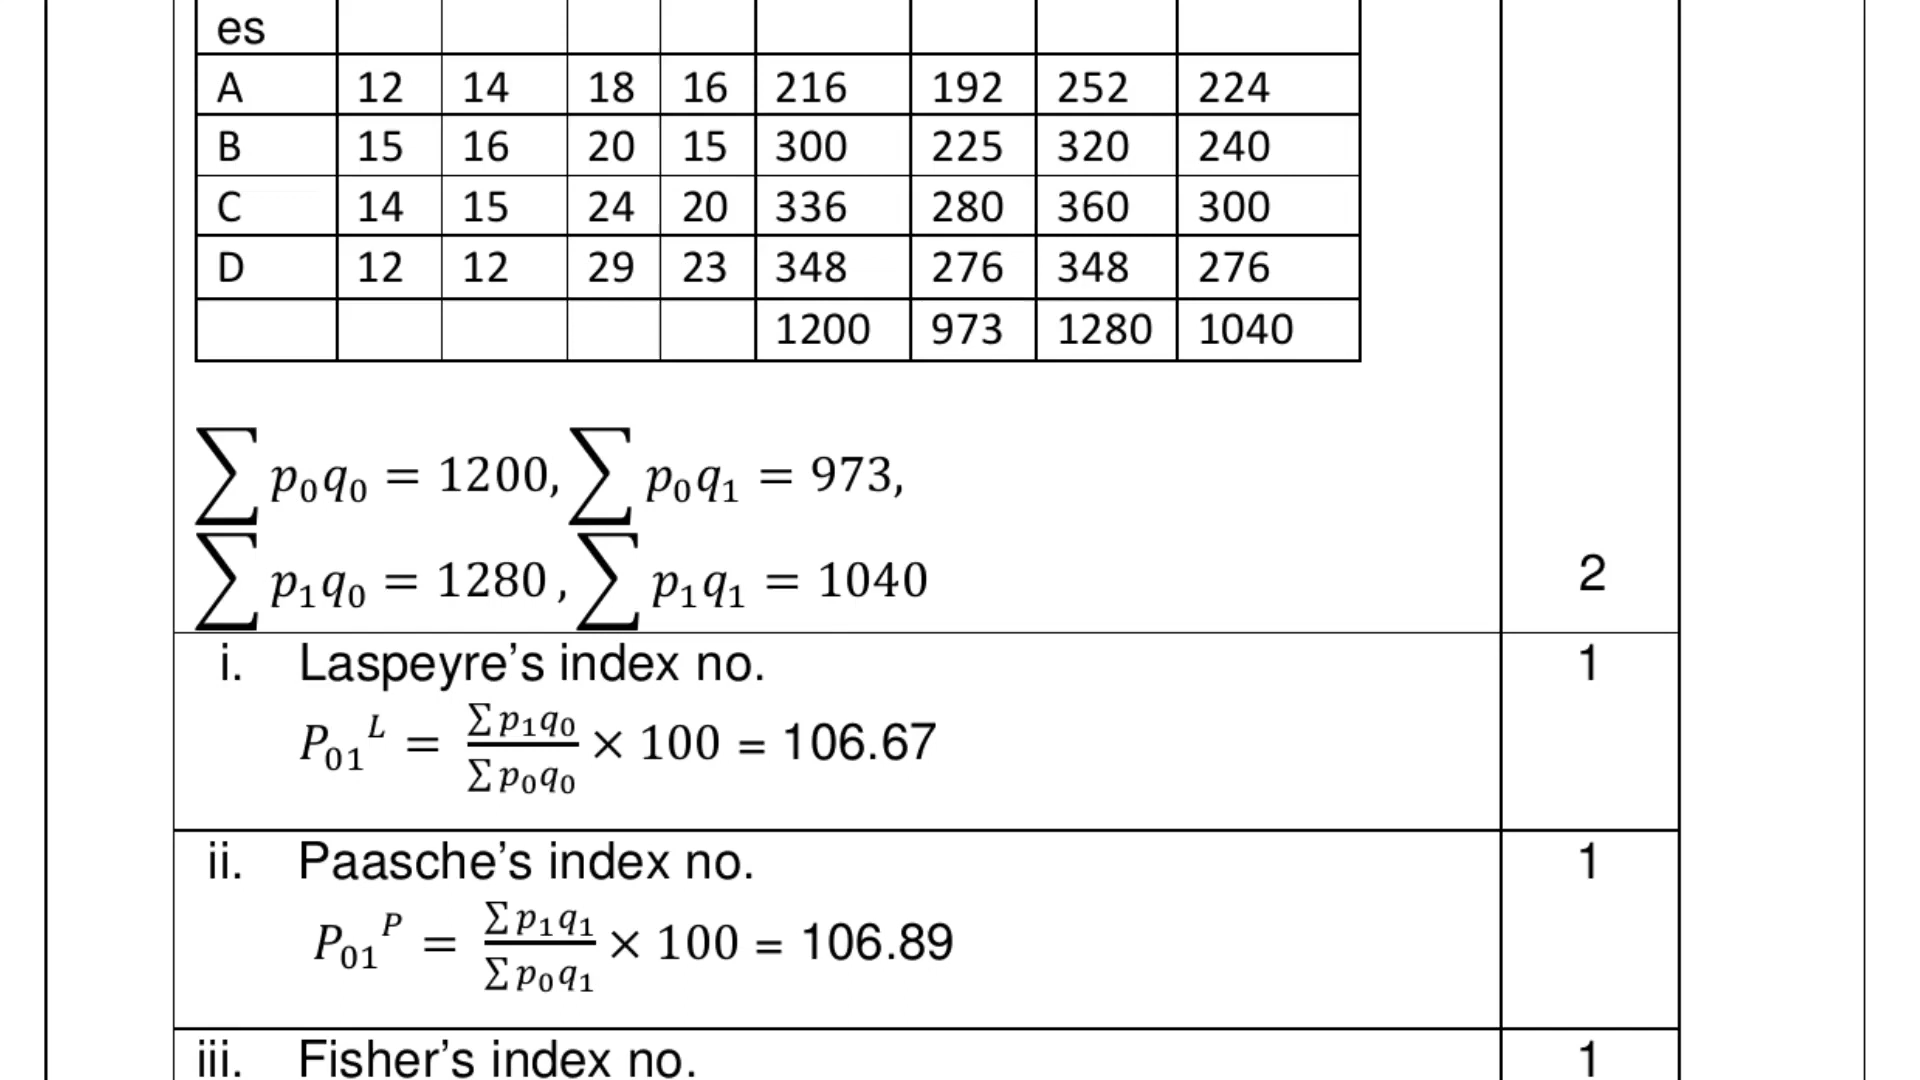 es
A 12 14 18 16 216 192 252 224
B 15 16 20 15 300 225 320 240
C 14 15 24 20 336 280 360 300
D 12 12 29 23 348 276 348 276
1200 973 1280 1040
∑ p₀q₀ = 1200, ∑ p₀q₁ = 973,
∑ p₁q₀ = 1280 , ∑ p₁q₁ = 1040 2
i. Laspeyre’s index no. 1
P₀₁ᴸ = ∑ p₁q₀ / ∑ p₀q₀ × 100 = 106.67
ii. Paasche’s index no. 1
P₀₁ᴾ = ∑ p₁q₁ / ∑ p₀q₁ × 100 = 106.89
iii. Fisher’s index no. 1